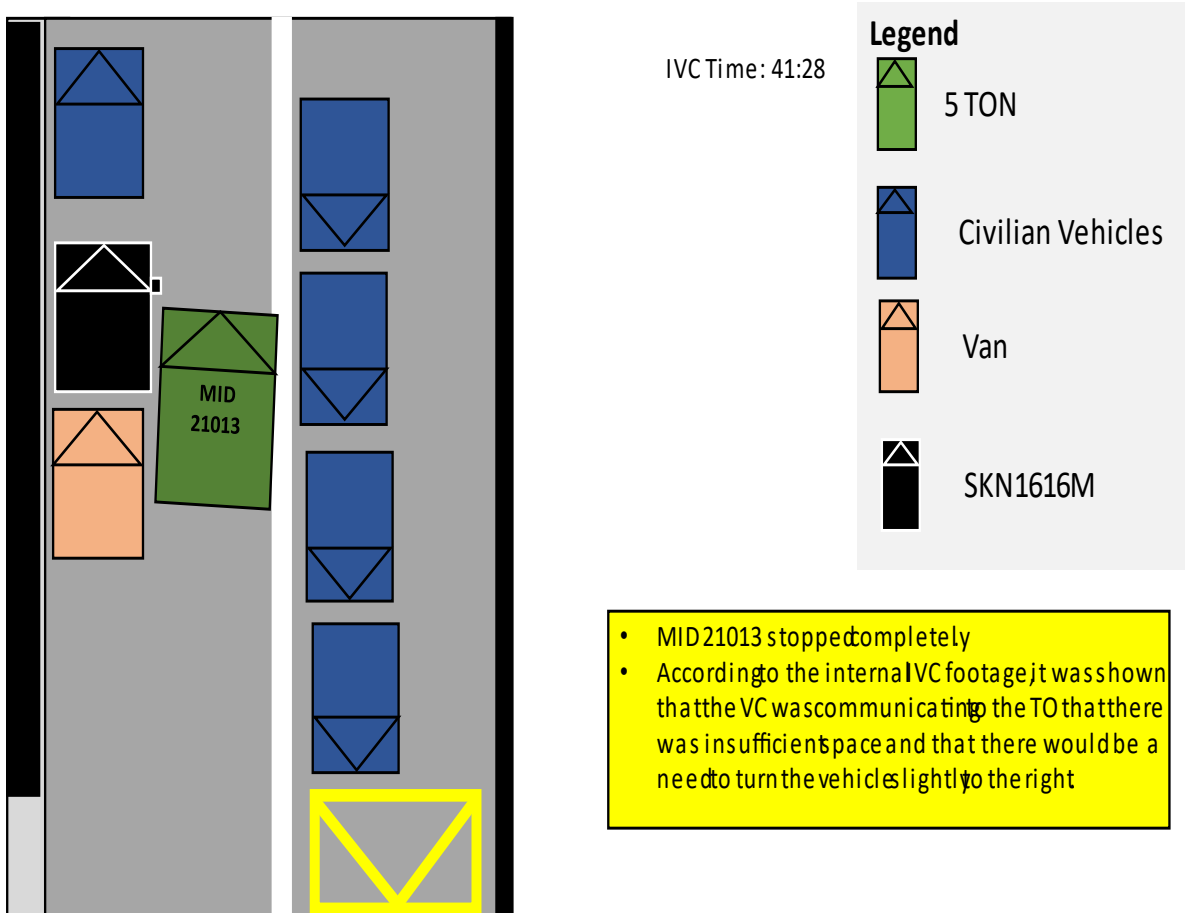 IVC Time: 41:28
Legend
5 TON
Civilian Vehicles
Van
SKN1616M
MID
21013
• MID 21013 stopped completely
• According to the internal IVC footage, it was shown
that the VC was communicating to the TO that there
was insufficient space and that there would be a
need to turn the vehicle slightly to the right.